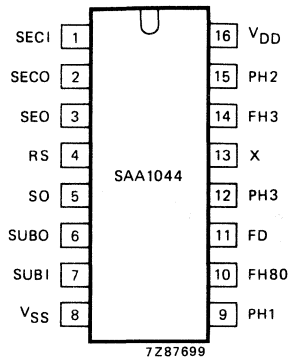 SECI 1 16 VDD
SECO 2 15 PH2
SEO 3 14 FH3
RS 4 13 X
SAA1044
SO 5 12 PH3
SUBO 6 11 FD
SUBI 7 10 FH80
VSS 8 9 PH1
7Z87699